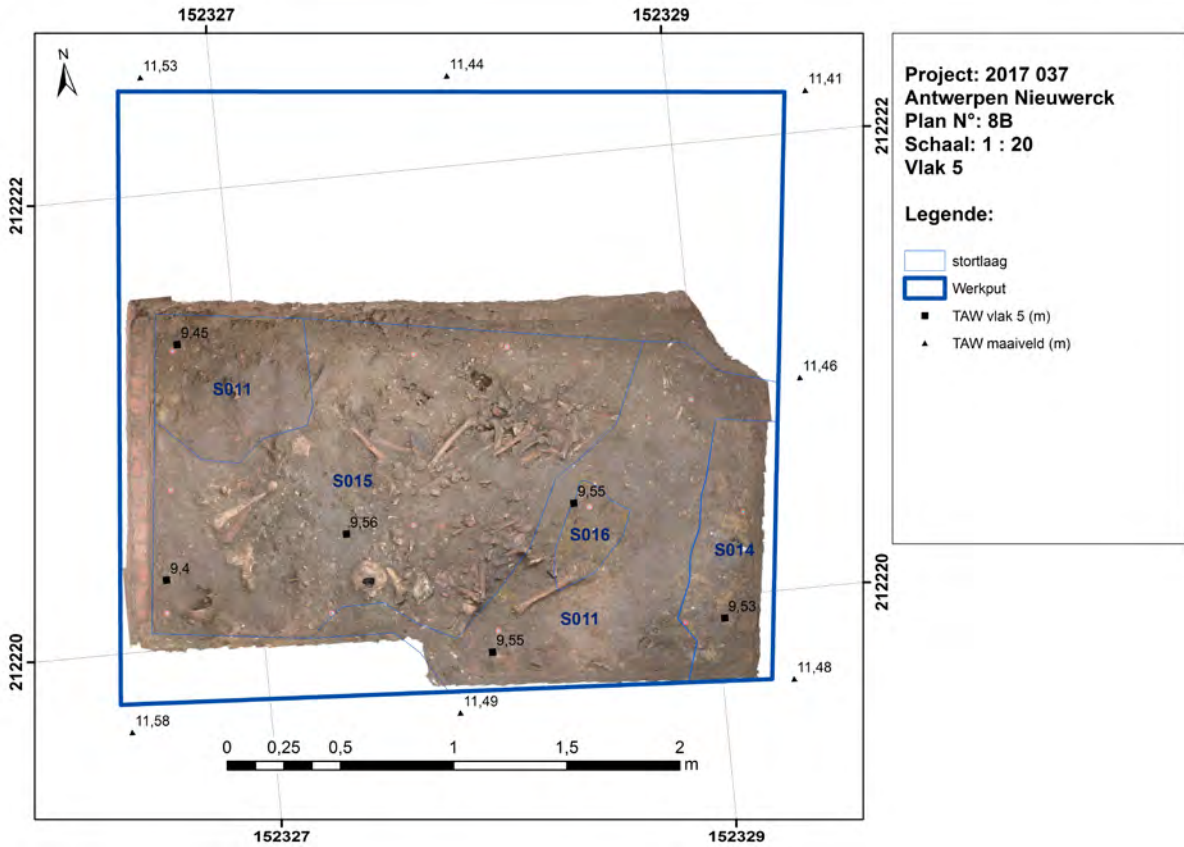 152327
152329
N
11,53
11,44
11,41
212222
212222
9,45
S011
11,46
S015
9,55
9,56
S016
S014
9,4
S011
9,53
9,55
212220
212220
11,48
11,49
11,58
0 0,25 0,5 1 1,5 2
m
152327
152329
Project: 2017 037
Antwerpen Nieuwerck
Plan N°: 8B
Schaal: 1 : 20
Vlak 5
Legende:
stortlaag
Werkput
TAW vlak 5 (m)
TAW maaiveld (m)